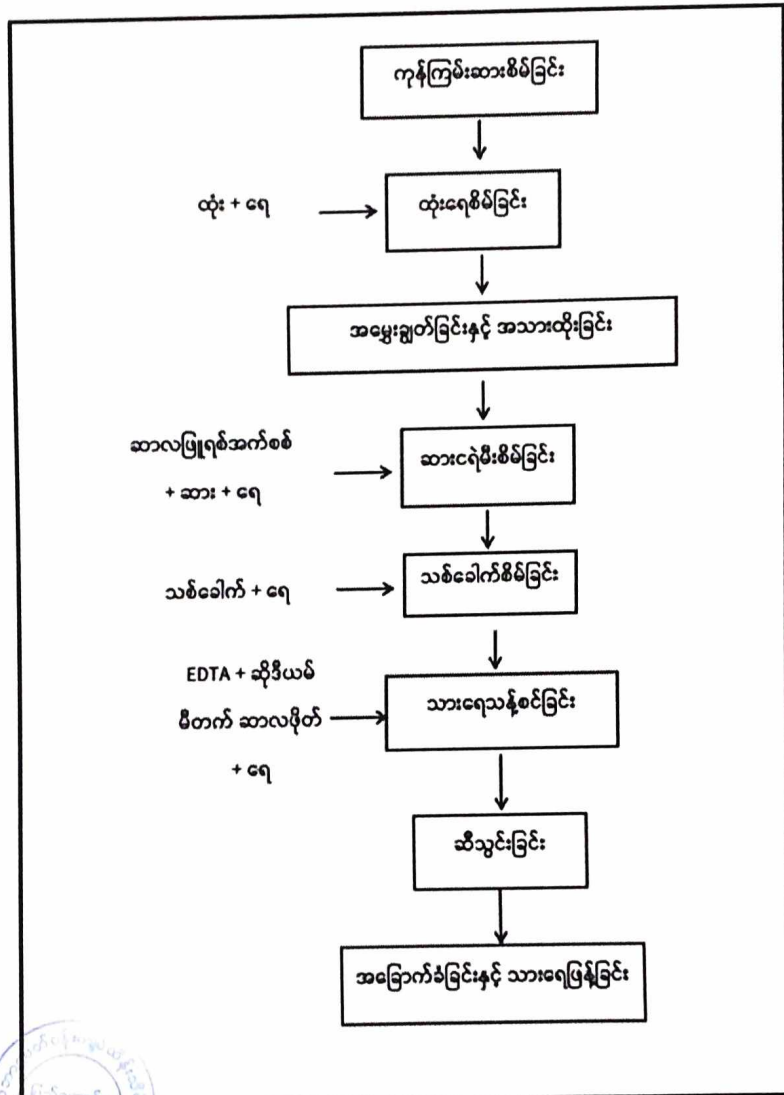 ကုန်ကြမ်းဆားစိမ်ခြင်း
ထုံး + ရေ
ထုံးရေစိမ်ခြင်း
အမွှေးချွတ်ခြင်းနှင့် အသားထိုးခြင်း
ဆာလဖြူရစ်အက်စစ်
+ ဆား + ရေ
ဆားငရဲမီးစိမ်ခြင်း
သစ်ခေါက် + ရေ
သစ်ခေါက်စိမ်ခြင်း
EDTA + ဆိုဒီယမ်
မီတက် ဆာလဖိုတ်
+ ရေ
သားရေသန့်စင်ခြင်း
ဆီသွင်းခြင်း
အခြောက်ခံခြင်းနှင့် သားရေဖြန့်ခြင်း